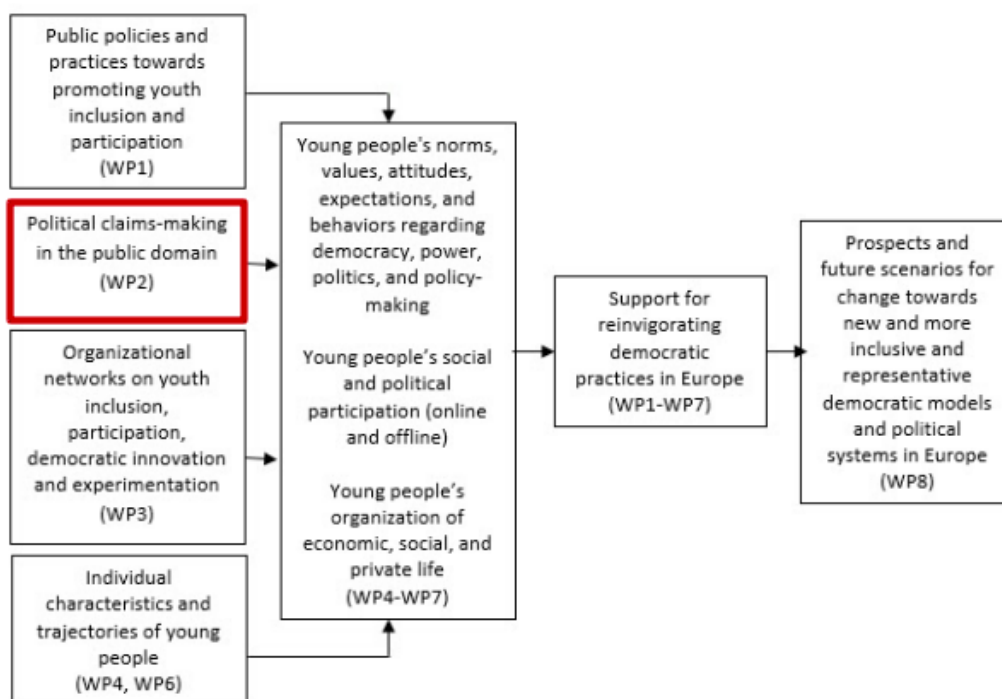 Public policies and
practices towards
promoting youth
inclusion and
participation
(WP1)
Political claims-making
in the public domain
(WP2)
Organizational
networks on youth
inclusion,
participation,
democratic innovation
and experimentation
(WP3)
Individual
characteristics and
trajectories of young
people
(WP4, WP6)
Young people's norms,
values, attitudes,
expectations, and
behaviors regarding
democracy, power,
politics, and policy-
making
Young people’s social
and political
participation (online
and offline)
Young people’s
organization of
economic, social, and
private life
(WP4-WP7)
Support for
reinvigorating
democratic
practices in Europe
(WP1-WP7)
Prospects and
future scenarios for
change towards
new and more
inclusive and
representative
democratic models
and political
systems in Europe
(WP8)